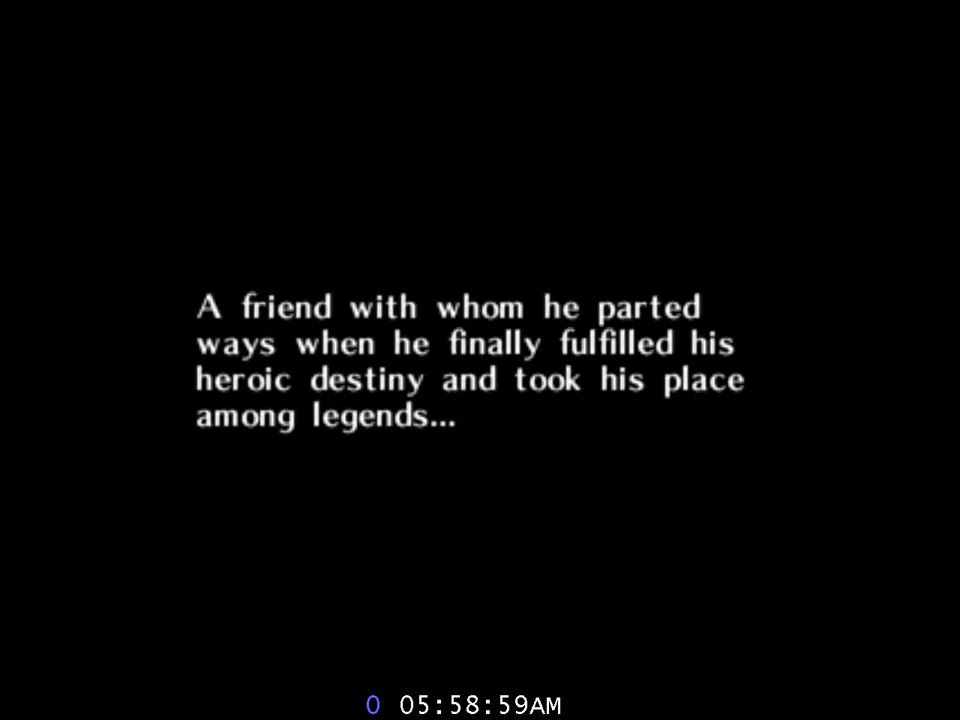 A friend with whom he parted
ways when he finally fulfilled his
heroic destiny and took his place
among legends...
0 05:58:59AM